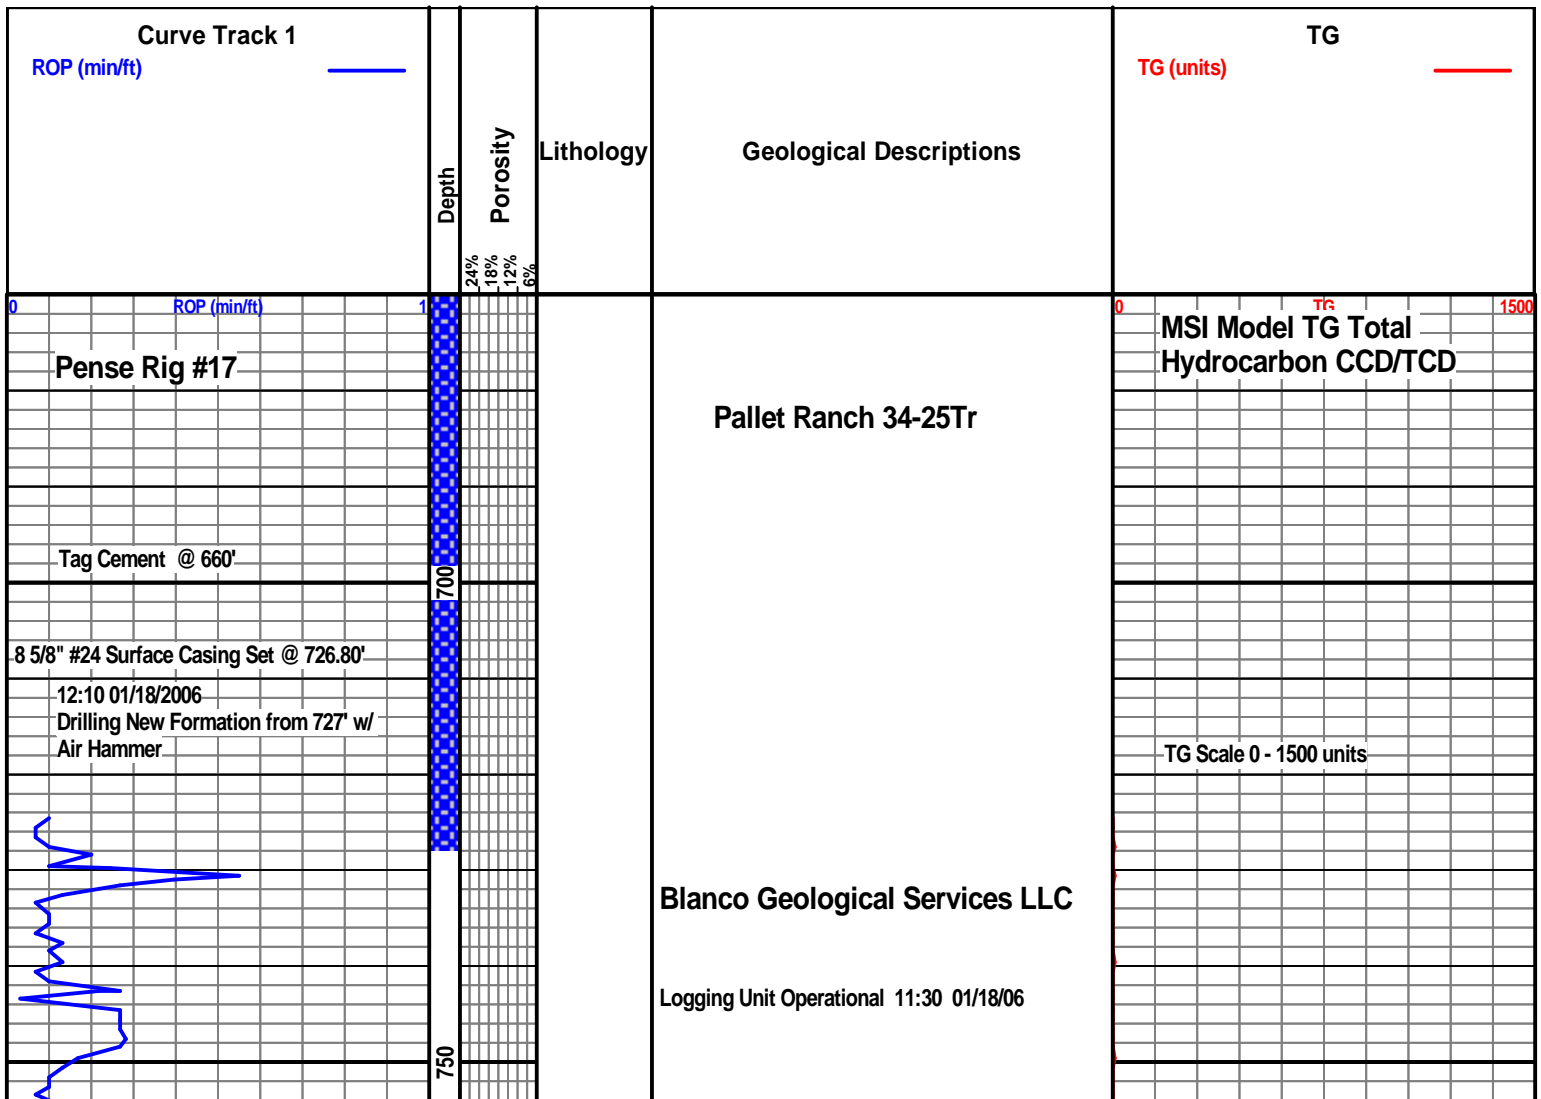 Curve Track 1
ROP (min/ft)
Depth
Porosity
24%
18%
12%
6%
Lithology
Geological Descriptions
TG
TG (units)
0 ROP (min/ft) 1
Pense Rig #17
Tag Cement @ 660'
8 5/8" #24 Surface Casing Set @ 726.80'
12:10 01/18/2006
Drilling New Formation from 727' w/
Air Hammer
700
750
Pallet Ranch 34-25Tr
Blanco Geological Services LLC
Logging Unit Operational 11:30 01/18/06
0 TG 1500
MSI Model TG Total
Hydrocarbon CCD/TCD
TG Scale 0 - 1500 units